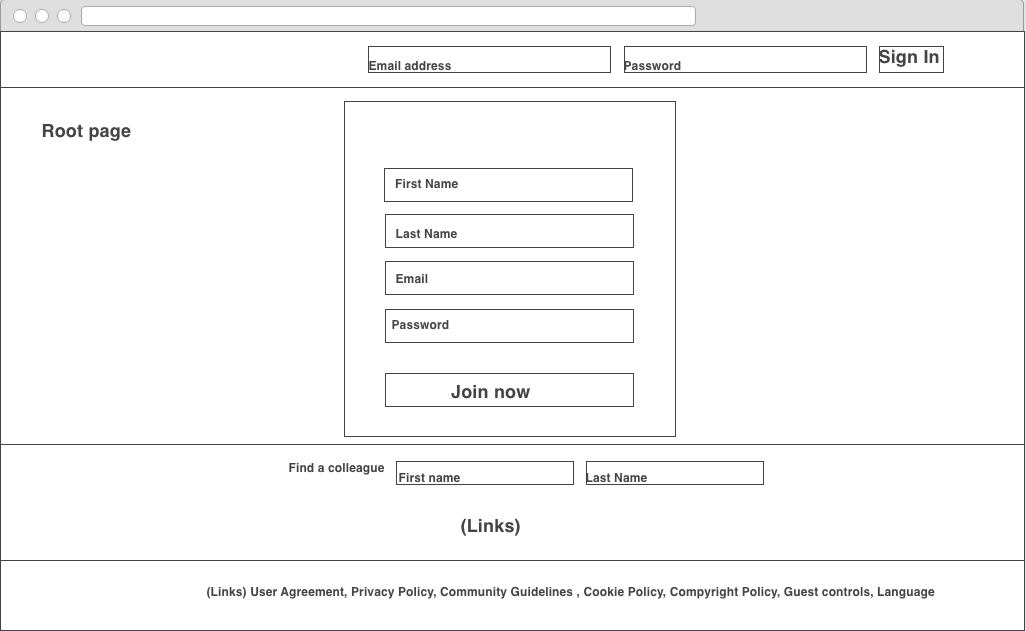 Email address
Password
Sign In
Root page
First Name
Last Name
Email
Password
Join now
Find a colleague
First name
Last Name
(Links)
(Links) User Agreement, Privacy Policy, Community Guidelines , Cookie Policy, Compyright Policy, Guest controls, Language